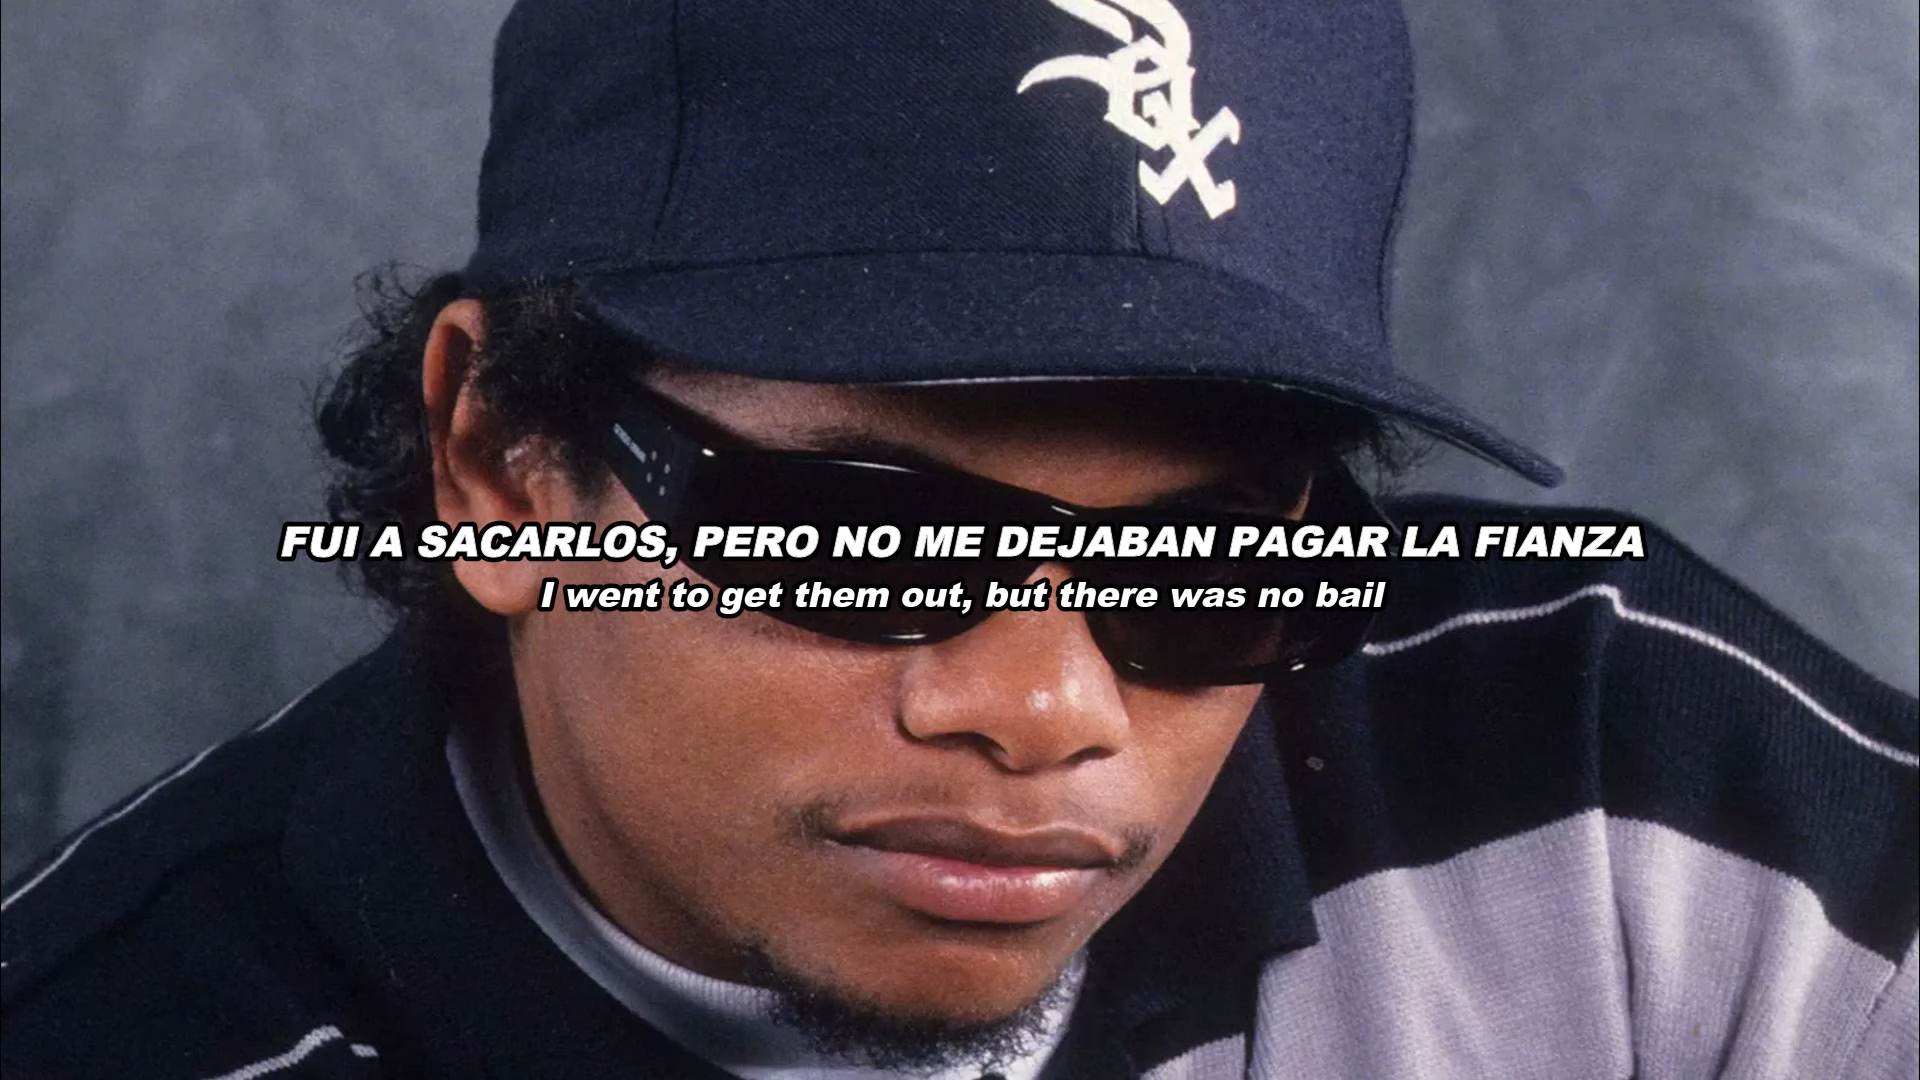 Sox
FUI A SACARLOS, PERO NO ME DEJABAN PAGAR LA FIANZA
I went to get them out, but there was no bail